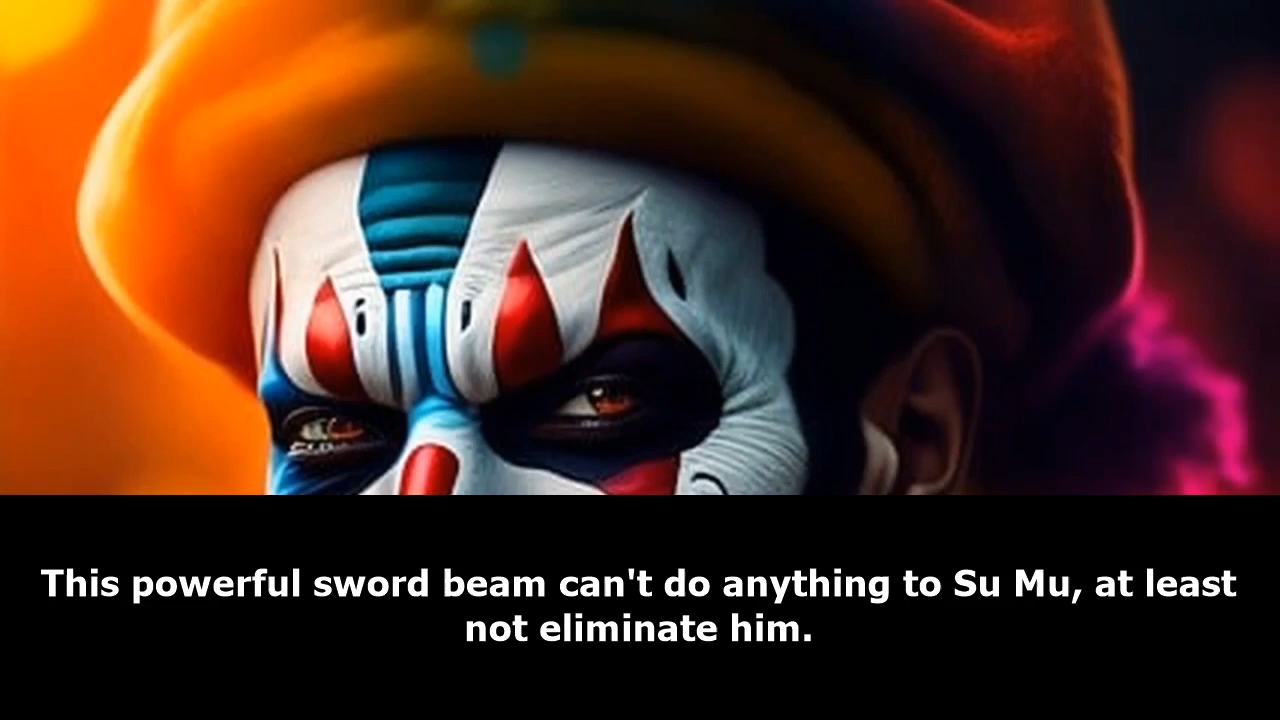 This powerful sword beam can't do anything to Su Mu, at least
not eliminate him.